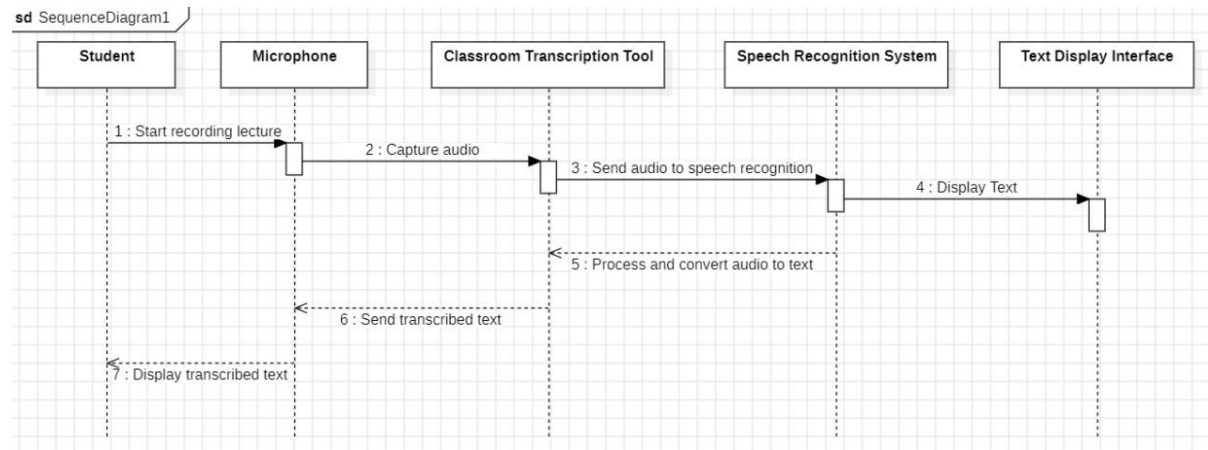 sd SequenceDiagram1
Student
Microphone
Classroom Transcription Tool
Speech Recognition System
Text Display Interface
1 : Start recording lecture
2 : Capture audio
3 : Send audio to speech recognition
4 : Display Text
5 : Process and convert audio to text
6 : Send transcribed text
7 : Display transcribed text